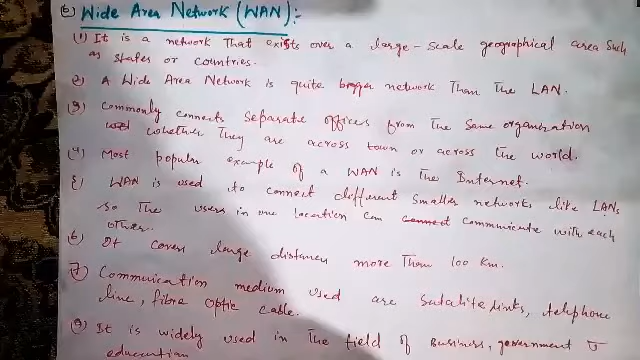 (6) Wide Area Network (WAN):-
(1) It is a network That exists over a large-scale geographical area such
as states or countries.
(2) A Wide Area Network is quite bigger network Than The LAN.
(3) Commonly connects separate offices from The same organization
whether They are across town or across the world.
(4) Most popular example of a WAN is The Internet.
5) WAN is used to connect different smaller networks like LANs
so The users in one location can connect communicate with each
other.
6) It covers large distances more Than 100 Km.
7) Communication medium used are Satalite links, telephone
line, fibre optic cable.
(8) It is widely used in The field of Business, government &
education